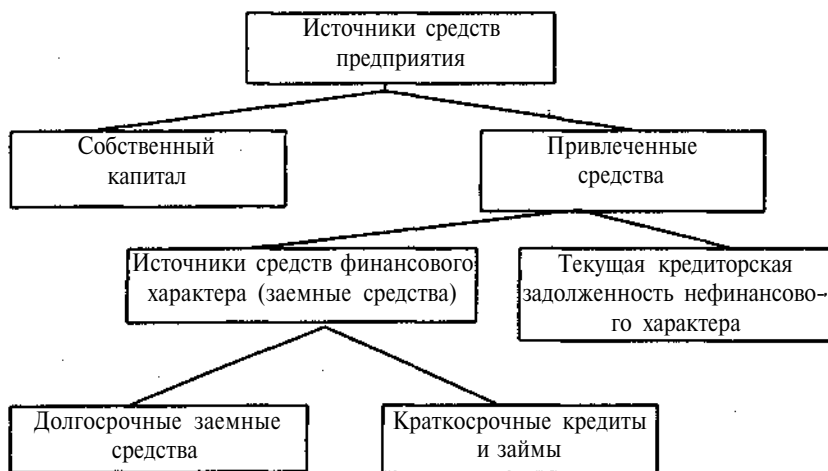 Источники средств
предприятия
Собственный
капитал
Привлеченные
средства
Источники средств финансового
характера (заемные средства)
Текущая кредиторская
задолженность нефинансово-
го характера
Долгосрочные заемные
средства
Краткосрочные кредиты
и займы